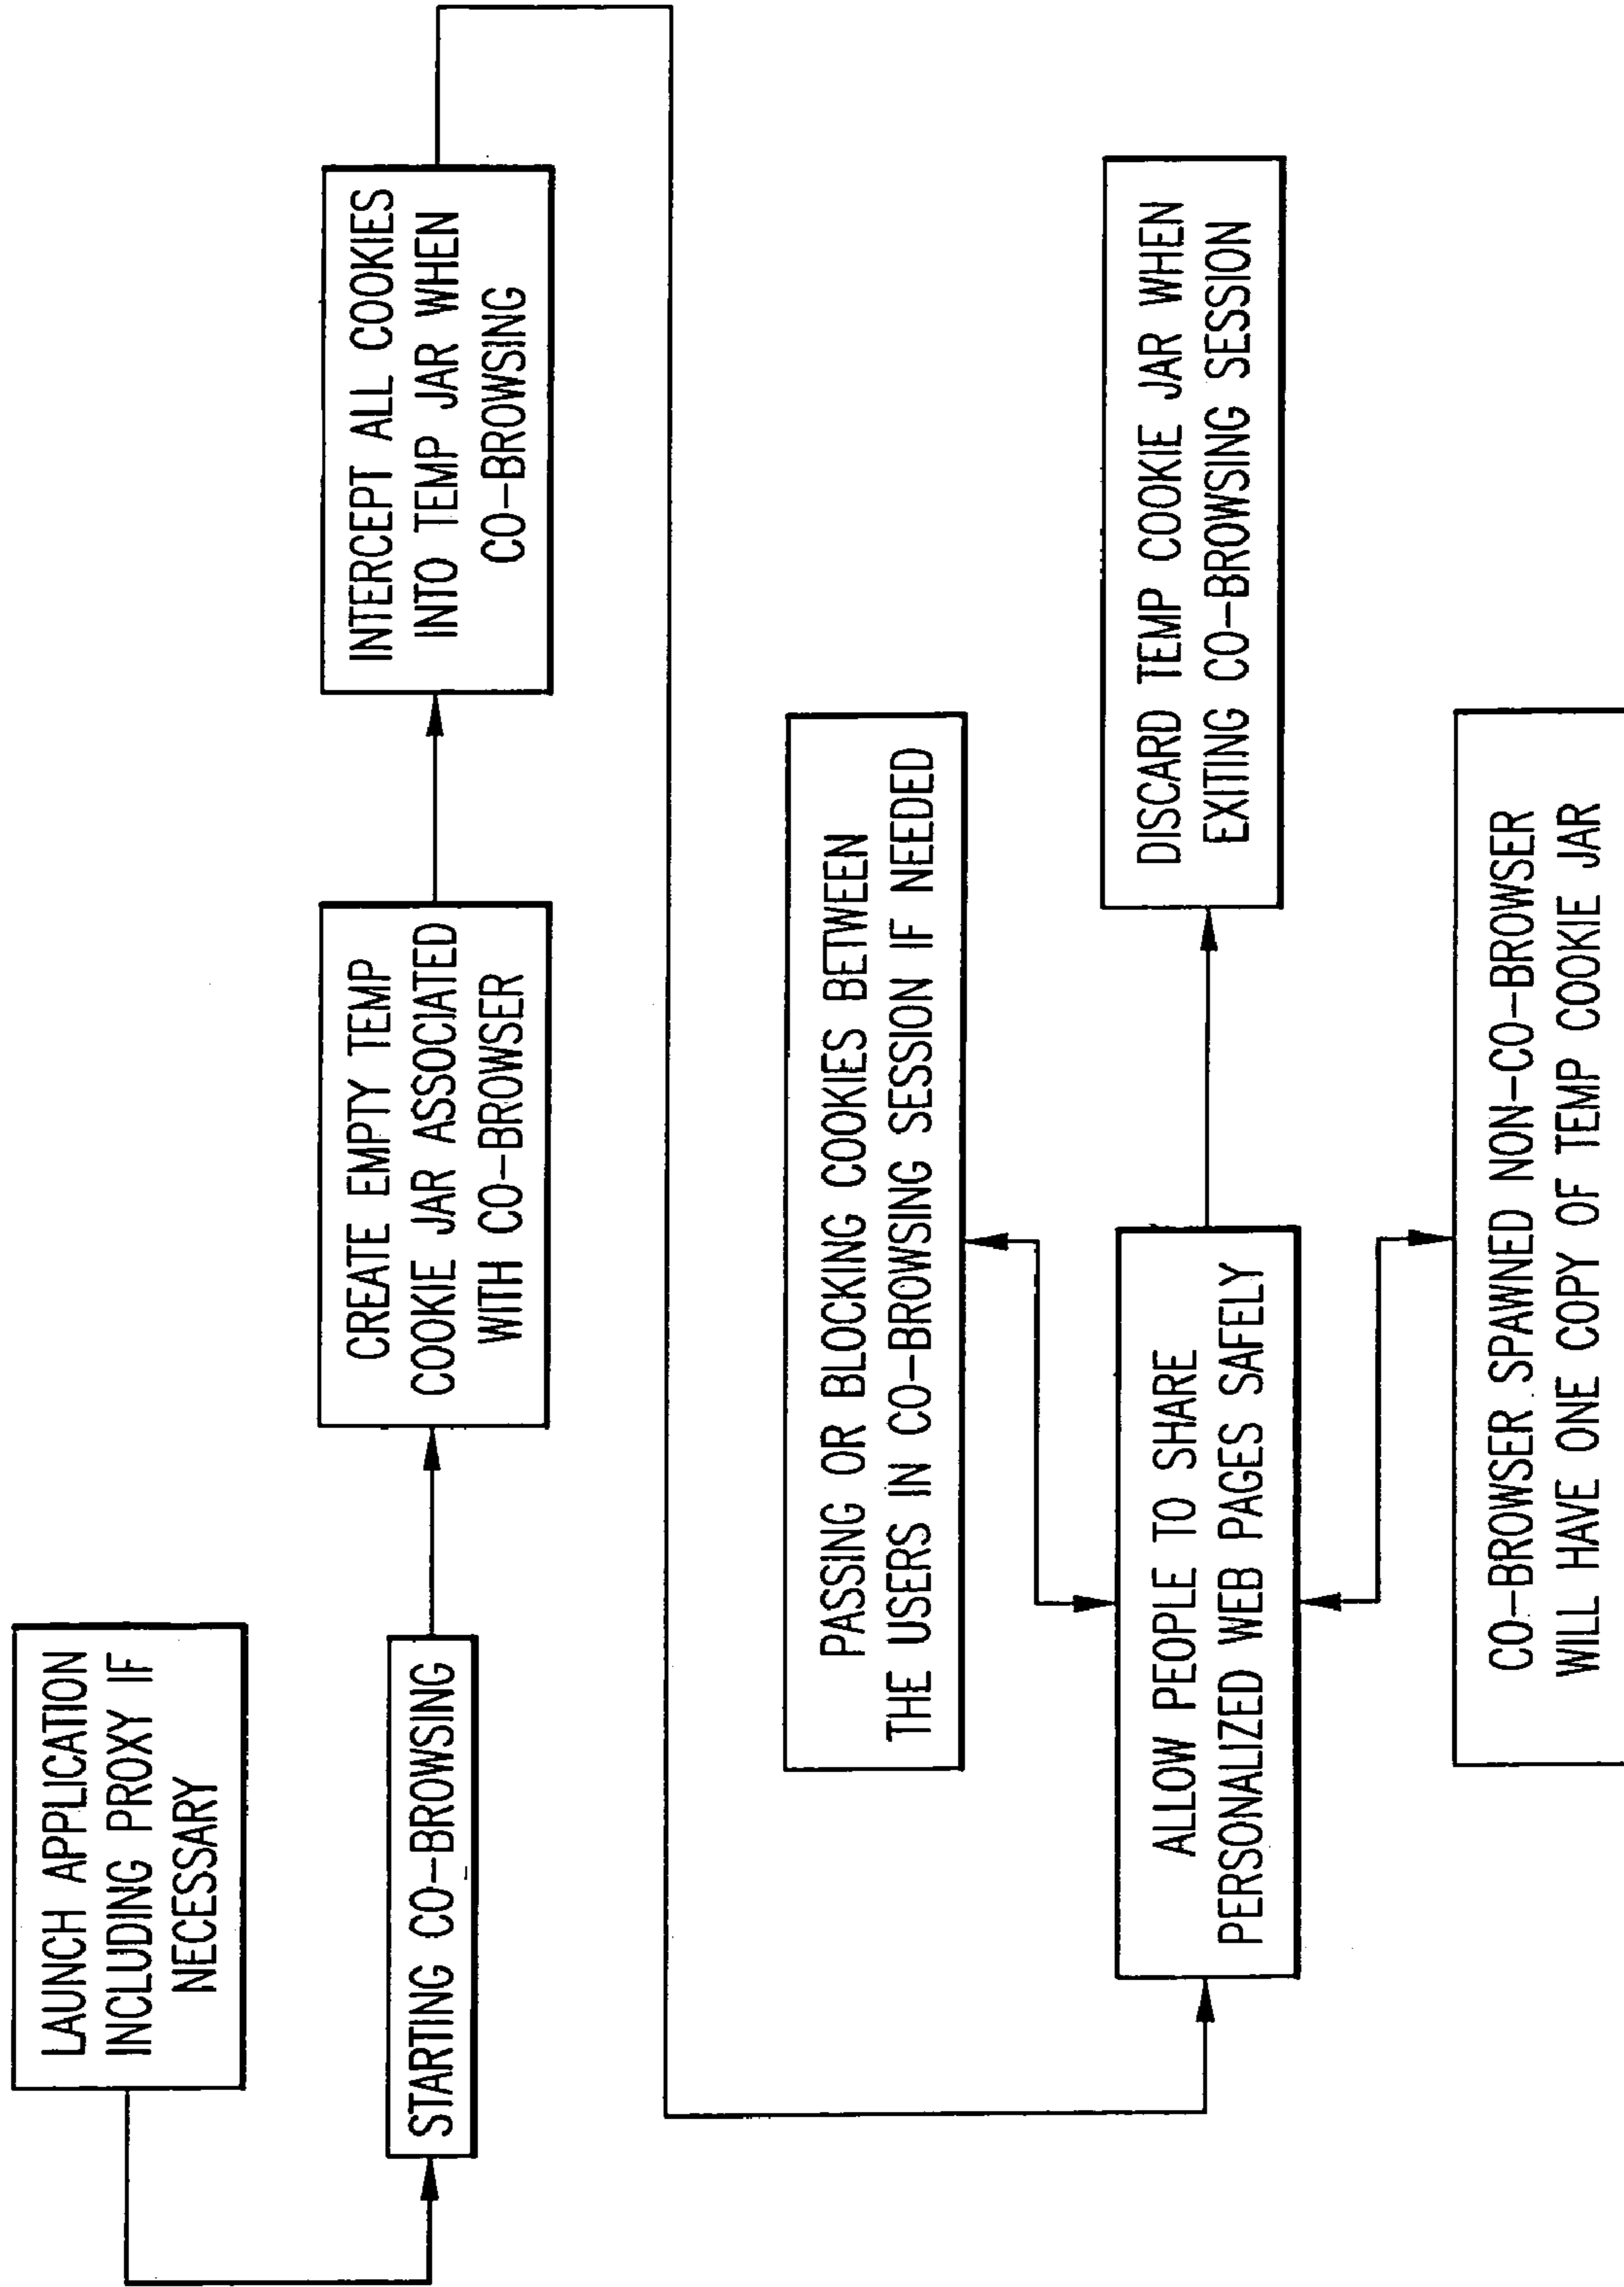 LAUNCH APPLICATION
INCLUDING PROXY IF
NECESSARY
STARTING CO-BROWSING
CREATE EMPTY TEMP
COOKIE JAR ASSOCIATED
WITH CO-BROWSER
INTERCEPT ALL COOKIES
INTO TEMP JAR WHEN
CO-BROWSING
PASSING OR BLOCKING COOKIES BETWEEN
THE USERS IN CO-BROWSING SESSION IF NEEDED
ALLOW PEOPLE TO SHARE
PERSONALIZED WEB PAGES SAFELY
DISCARD TEMP COOKIE JAR WHEN
EXITING CO-BROWSING SESSION
CO-BROWSER SPAWNED NON-CO-BROWSER
WILL HAVE ONE COPY OF TEMP COOKIE JAR